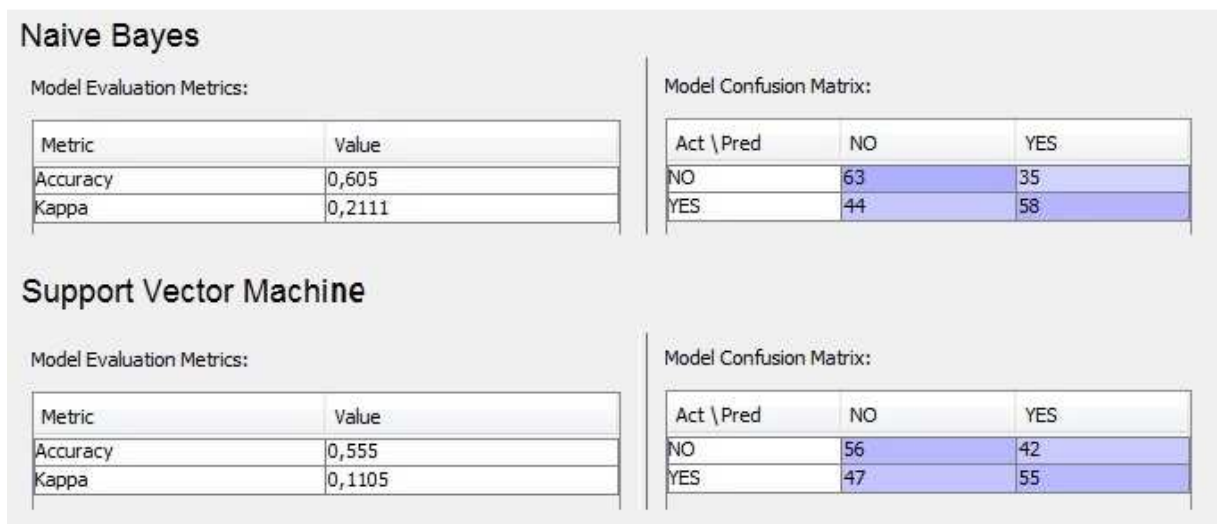 Naive Bayes
Model Evaluation Metrics:
Metric Value
Accuracy 0,605
Kappa 0,2111
Model Confusion Matrix:
Act \ Pred NO YES
NO 63 35
YES 44 58
Support Vector Machine
Model Evaluation Metrics:
Metric Value
Accuracy 0,555
Kappa 0,1105
Model Confusion Matrix:
Act \ Pred NO YES
NO 56 42
YES 47 55